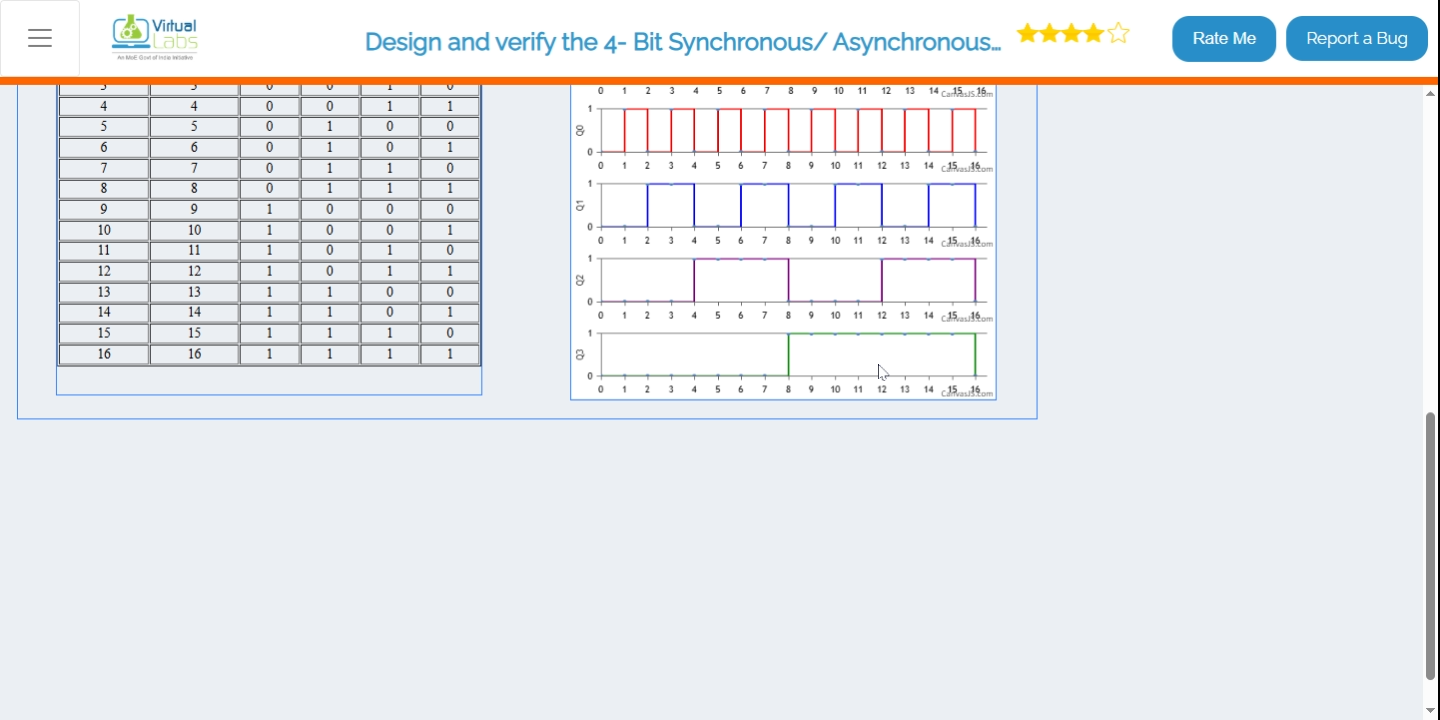 Virtual
Labs
An MoE Govt of India Initiative
Design and verify the 4- Bit Synchronous/ Asynchronous...
Rate Me
Report a Bug
3 3 0 0 1 0
4 4 0 0 1 1
5 5 0 1 0 0
6 6 0 1 0 1
7 7 0 1 1 0
8 8 0 1 1 1
9 9 1 0 0 0
10 10 1 0 0 1
11 11 1 0 1 0
12 12 1 0 1 1
13 13 1 1 0 0
14 14 1 1 0 1
15 15 1 1 1 0
16 16 1 1 1 1
0 1 2 3 4 5 6 7 8 9 10 11 12 13 14 15 16
CanvasJS.com
1
Q0
0
0 1 2 3 4 5 6 7 8 9 10 11 12 13 14 15 16
CanvasJS.com
1
Q1
0
0 1 2 3 4 5 6 7 8 9 10 11 12 13 14 15 16
CanvasJS.com
1
Q2
0
0 1 2 3 4 5 6 7 8 9 10 11 12 13 14 15 16
CanvasJS.com
1
Q3
0
0 1 2 3 4 5 6 7 8 9 10 11 12 13 14 15 16
CanvasJS.com